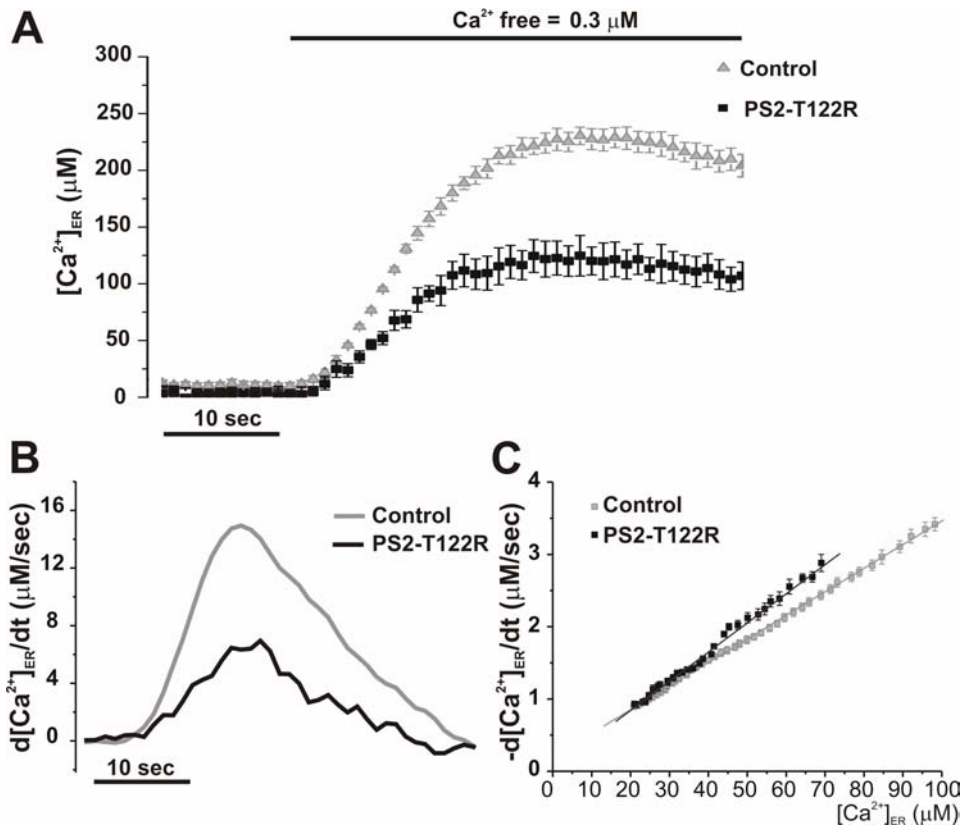 A
Ca²⁺ free = 0.3 μM
[Ca²⁺]ER (μM)
300
250
200
150
100
50
0
Control
PS2-T122R
10 sec
B
d[Ca²⁺]ER/dt (μM/sec)
16
12
8
4
0
Control
PS2-T122R
10 sec
C
-d[Ca²⁺]ER/dt (μM/sec)
4
3
2
1
0
Control
PS2-T122R
0 10 20 30 40 50 60 70 80 90 100
[Ca²⁺]ER (μM)